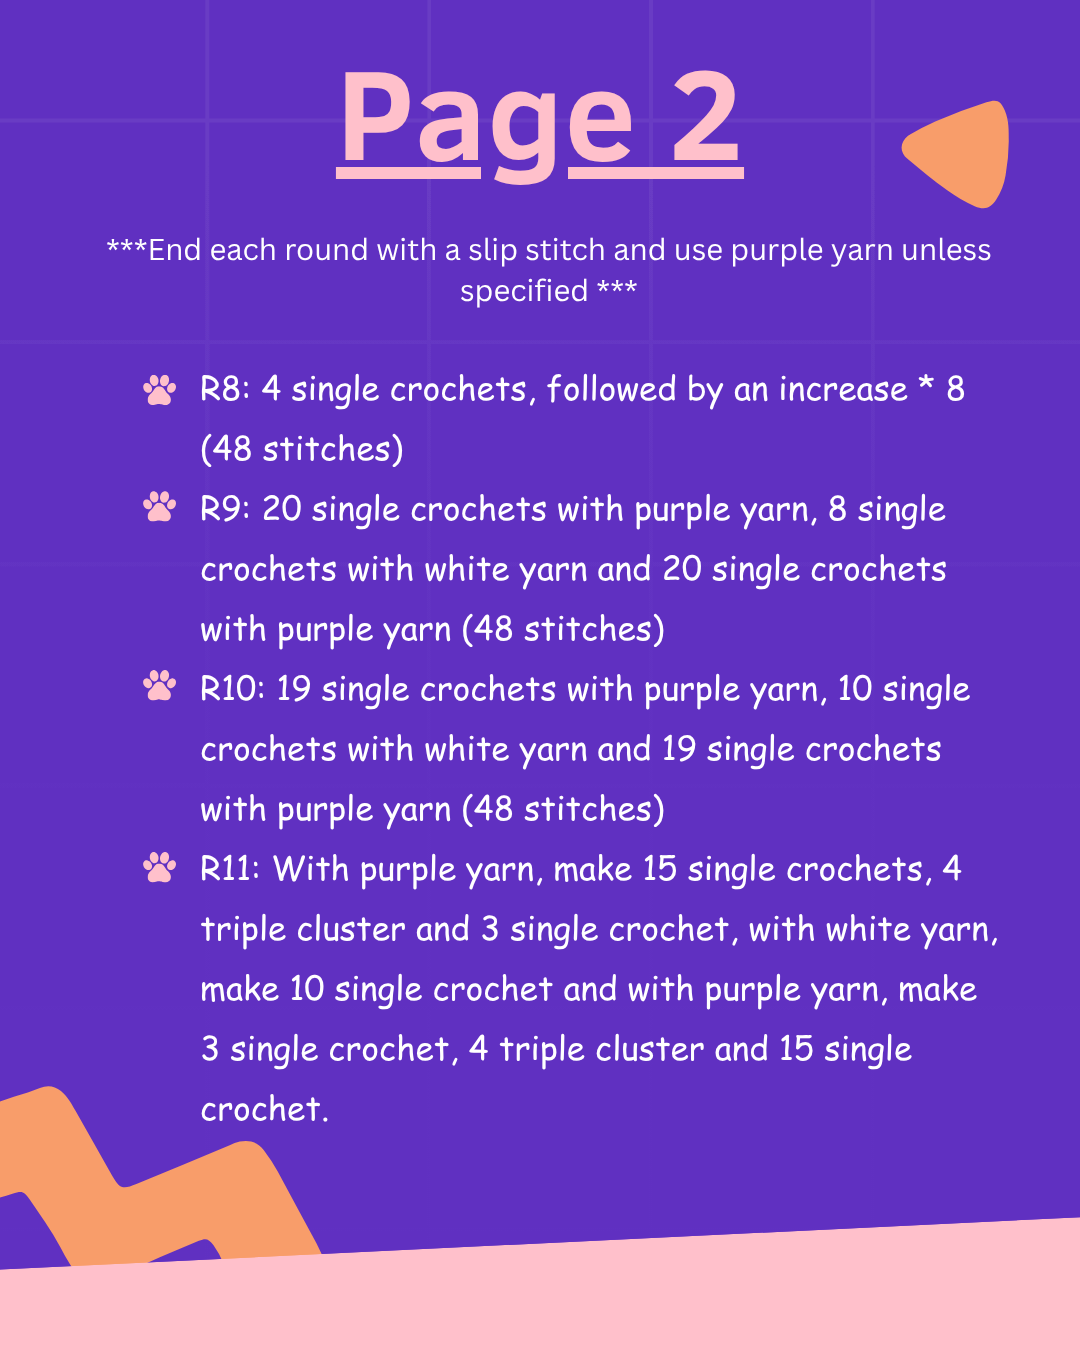 Page 2
***End each round with a slip stitch and use purple yarn unless
specified ***
R8: 4 single crochets, followed by an increase * 8
(48 stitches)
R9: 20 single crochets with purple yarn, 8 single
crochets with white yarn and 20 single crochets
with purple yarn (48 stitches)
R10: 19 single crochets with purple yarn, 10 single
crochets with white yarn and 19 single crochets
with purple yarn (48 stitches)
R11: With purple yarn, make 15 single crochets, 4
triple cluster and 3 single crochet, with white yarn,
make 10 single crochet and with purple yarn, make
3 single crochet, 4 triple cluster and 15 single
crochet.